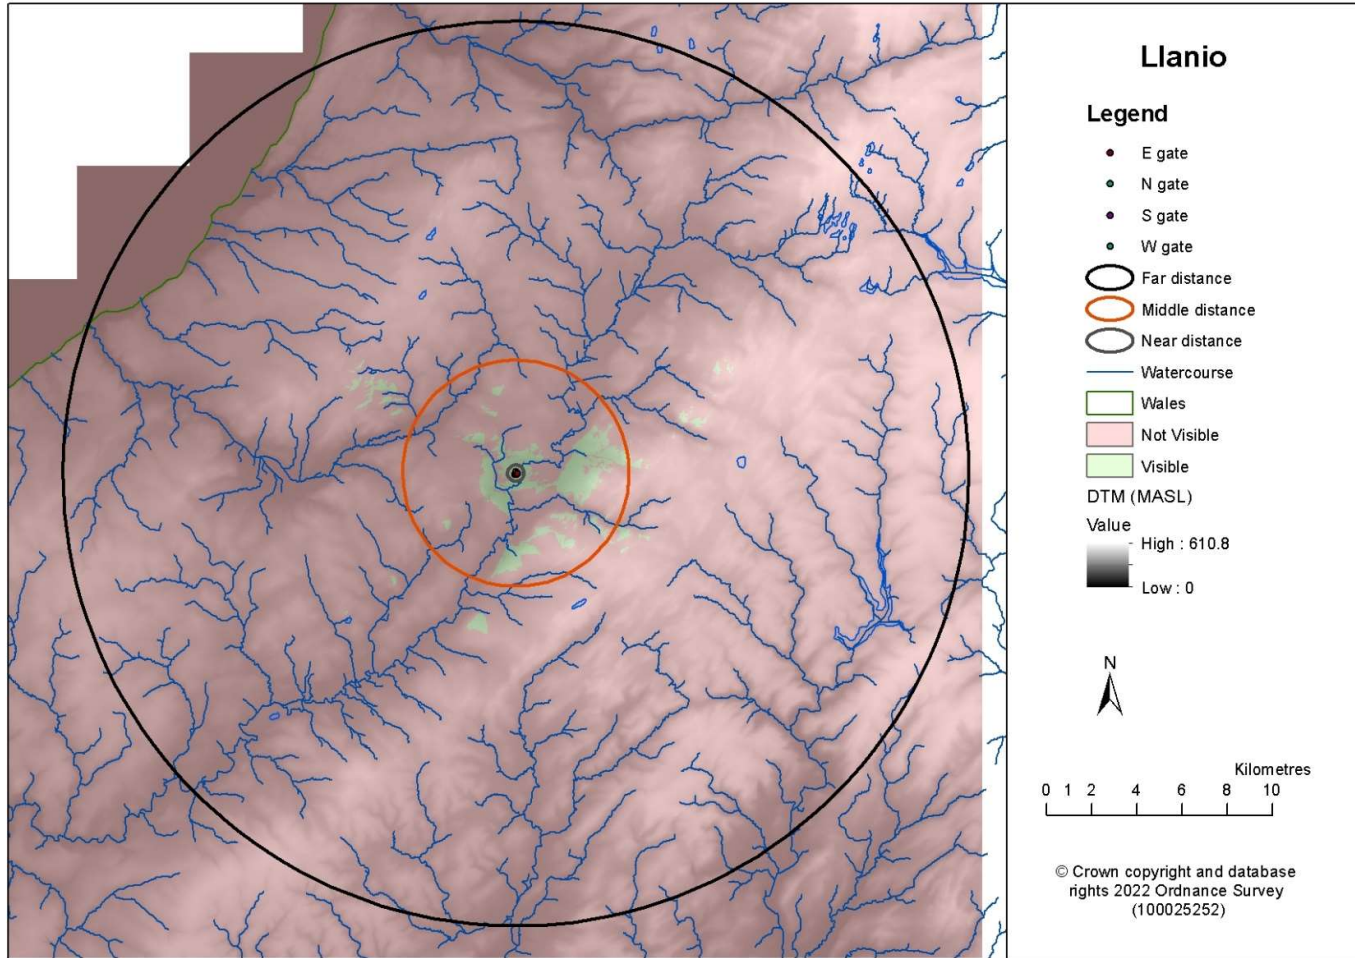 Llanio
Legend
E gate
N gate
S gate
W gate
Far distance
Middle distance
Near distance
Watercourse
Wales
Not Visible
Visible
DTM (MASL)
Value
High : 610.8
Low : 0
N
Kilometres
0 1 2 4 6 8 10
© Crown copyright and database
rights 2022 Ordnance Survey
(100025252)